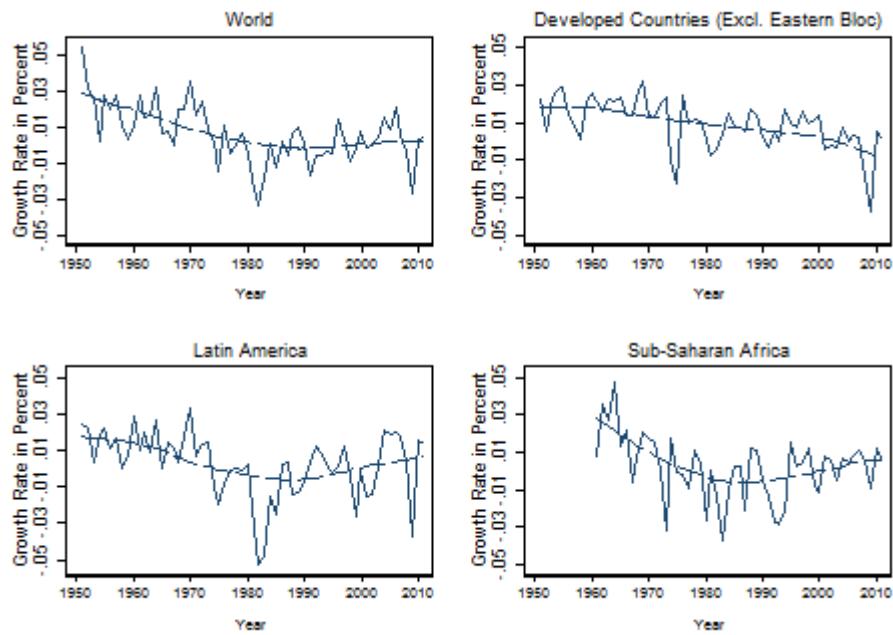 World
Growth Rate in Percent
-.05 -.03 -.01 .01 .03 .05
1950 1960 1970 1980 1990 2000 2010
Year
Developed Countries (Excl. Eastern Bloc)
Growth Rate in Percent
-.05 -.03 -.01 .01 .03 .05
1950 1960 1970 1980 1990 2000 2010
Year
Latin America
Growth Rate in Percent
-.05 -.03 -.01 .01 .03 .05
1950 1960 1970 1980 1990 2000 2010
Year
Sub-Saharan Africa
Growth Rate in Percent
-.05 -.03 -.01 .01 .03 .05
1950 1960 1970 1980 1990 2000 2010
Year